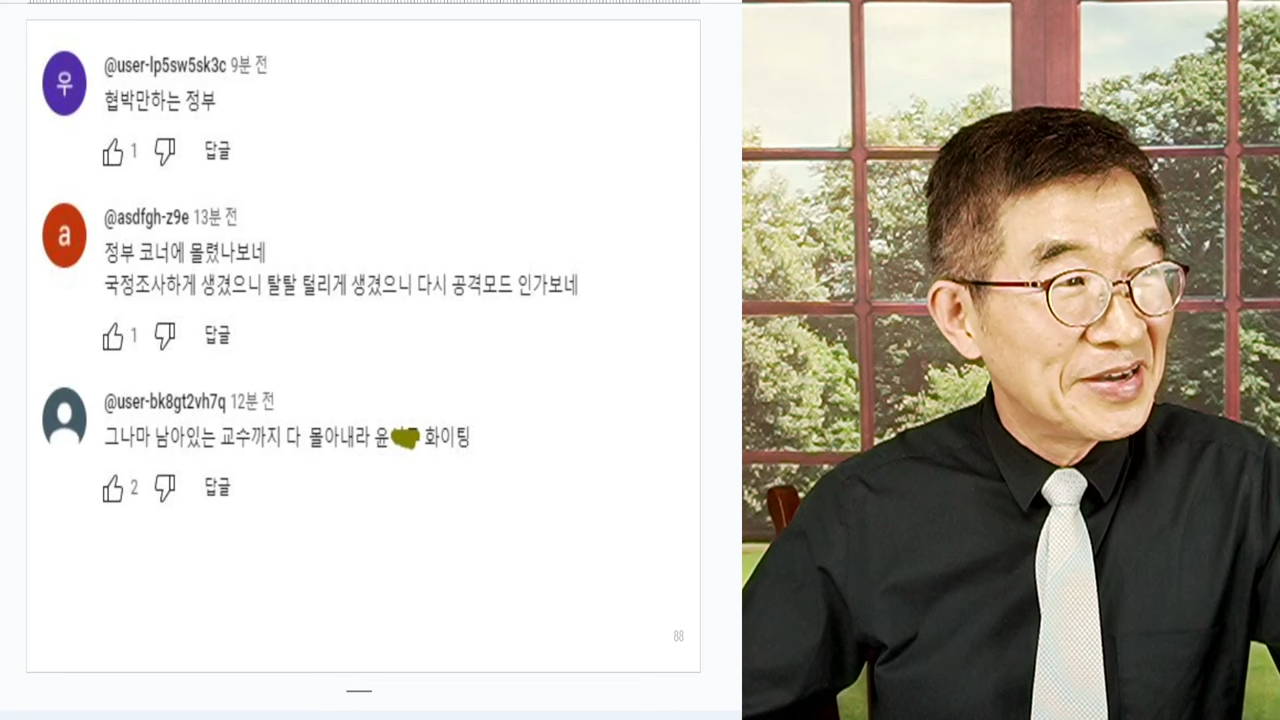 우
@user-lp5sw5sk3c 9분 전
협박만하는 정부
1 답글
a
@asdfgh-z9e 13분 전
정부 코너에 몰렸나보네
국정조사하게 생겼으니 탈탈 털리게 생겼으니 다시 공격모드 인가보네
1 답글
@user-bk8gt2vh7q 12분 전
그나마 남아있는 교수까지 다 몰아내라 윤 화이팅
2 답글
88